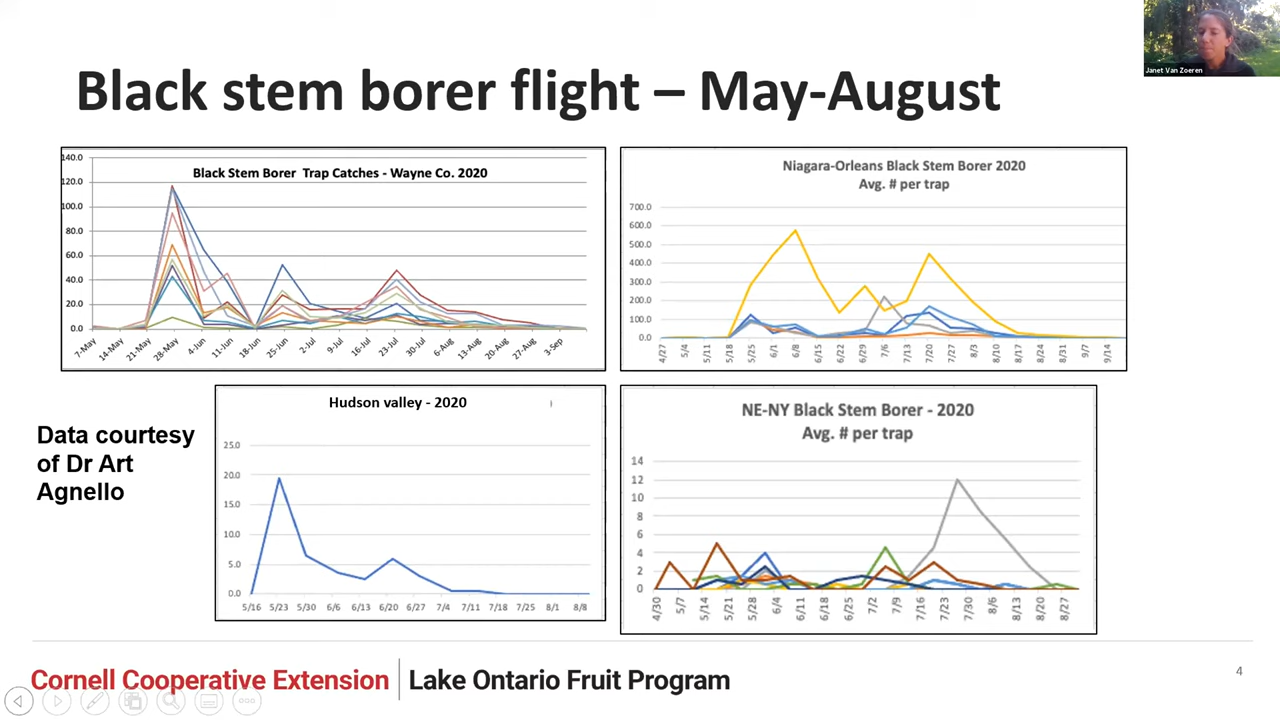 Janet Van Zoeren
Black stem borer flight – May-August
Black Stem Borer Trap Catches - Wayne Co. 2020
140.0
120.0
100.0
80.0
60.0
40.0
20.0
0.0
7-May 14-May 21-May 28-May 4-Jun 11-Jun 18-Jun 25-Jun 2-Jul 9-Jul 16-Jul 23-Jul 30-Jul 6-Aug 13-Aug 20-Aug 27-Aug 3-Sep
Niagara-Orleans Black Stem Borer 2020
Avg. # per trap
700.0
600.0
500.0
400.0
300.0
200.0
100.0
0.0
4/27 5/4 5/11 5/18 5/25 6/1 6/8 6/15 6/22 6/29 7/6 7/13 7/20 7/27 8/3 8/10 8/17 8/24 8/31 9/7 9/14
Data courtesy
of Dr Art
Agnello
Hudson valley - 2020
25.0
20.0
15.0
10.0
5.0
0.0
5/16 5/23 5/30 6/6 6/13 6/20 6/27 7/4 7/11 7/18 7/25 8/1 8/8
NE-NY Black Stem Borer - 2020
Avg. # per trap
14
12
10
8
6
4
2
0
4/30 5/7 5/14 5/21 5/28 6/4 6/11 6/18 6/25 7/2 7/9 7/16 7/23 7/30 8/6 8/13 8/20 8/27
Cornell Cooperative Extension | Lake Ontario Fruit Program
4